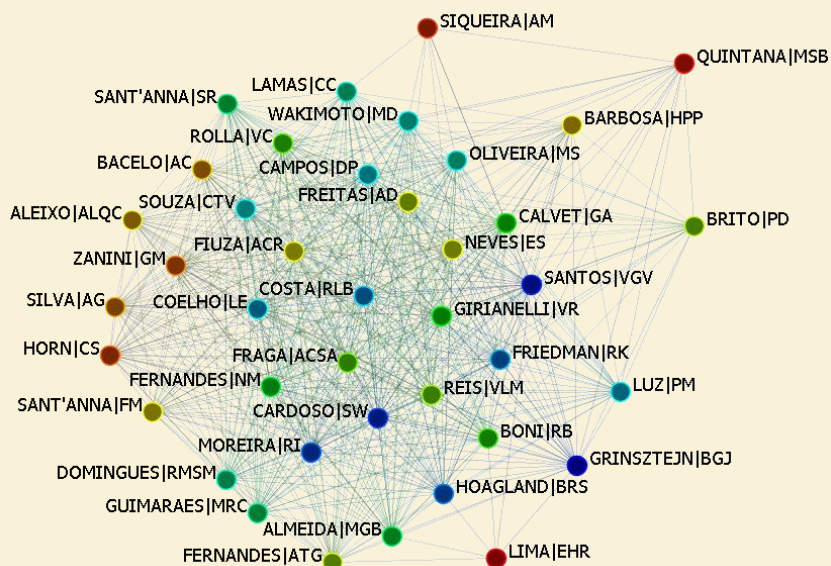 SIQUEIRA|AM
QUINTANA|MSB
LAMAS|CC
SANT'ANNA|SR
WAKIMOTO|MD
BARBOSA|HPP
ROLLA|VC
OLIVEIRA|MS
BACELO|AC
CAMPOS|DP
FREITAS|AD
SOUZA|CTV
ALEIXO|ALQC
CALVET|GA
BRITO|PD
FIUZA|ACR
NEVES|ES
ZANINI|GM
SANTOS|VGV
COSTA|RLB
SILVA|AG
COELHO|LE
GIRIANELLI|VR
HORN|CS
FRAGA|ACSA
FRIEDMAN|RK
FERNANDES|NM
REIS|VLM
LUZ|PM
SANT'ANNA|FM
CARDOSO|SW
BONI|RB
MOREIRA|RI
GRINSZTEJN|BGJ
DOMINGUES|RMSM
HOAGLAND|BRS
GUIMARAES|MRC
ALMEIDA|MGB
LIMA|EHR
FERNANDES|ATG